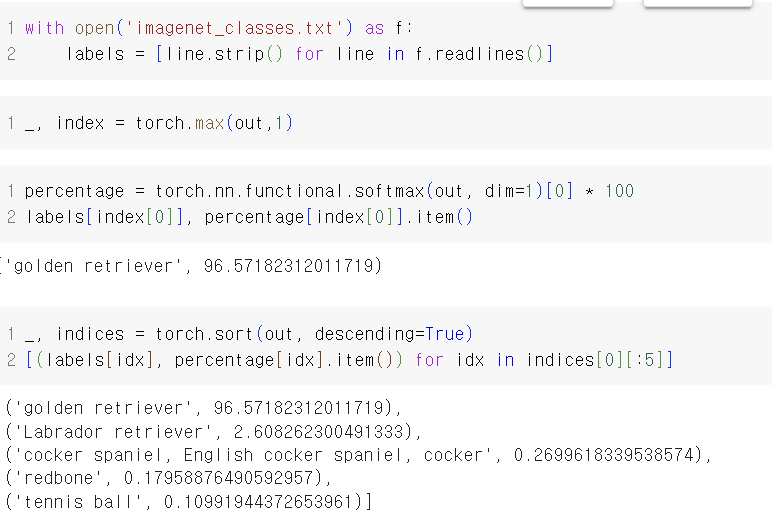 1 with open('imagenet_classes.txt') as f:
2 labels = [line.strip() for line in f.readlines()]
1 _, index = torch.max(out,1)
1 percentage = torch.nn.functional.softmax(out, dim=1)[0] * 100
2 labels[index[0]], percentage[index[0]].item()
('golden retriever', 96.57182312011719)
1 _, indices = torch.sort(out, descending=True)
2 [(labels[idx], percentage[idx].item()) for idx in indices[0][:5]]
('golden retriever', 96.57182312011719),
('Labrador retriever', 2.608262300491333),
('cocker spaniel, English cocker spaniel, cocker', 0.2699618339538574),
('redbone', 0.17958876490592957),
('tennis ball', 0.10991944372653961)]